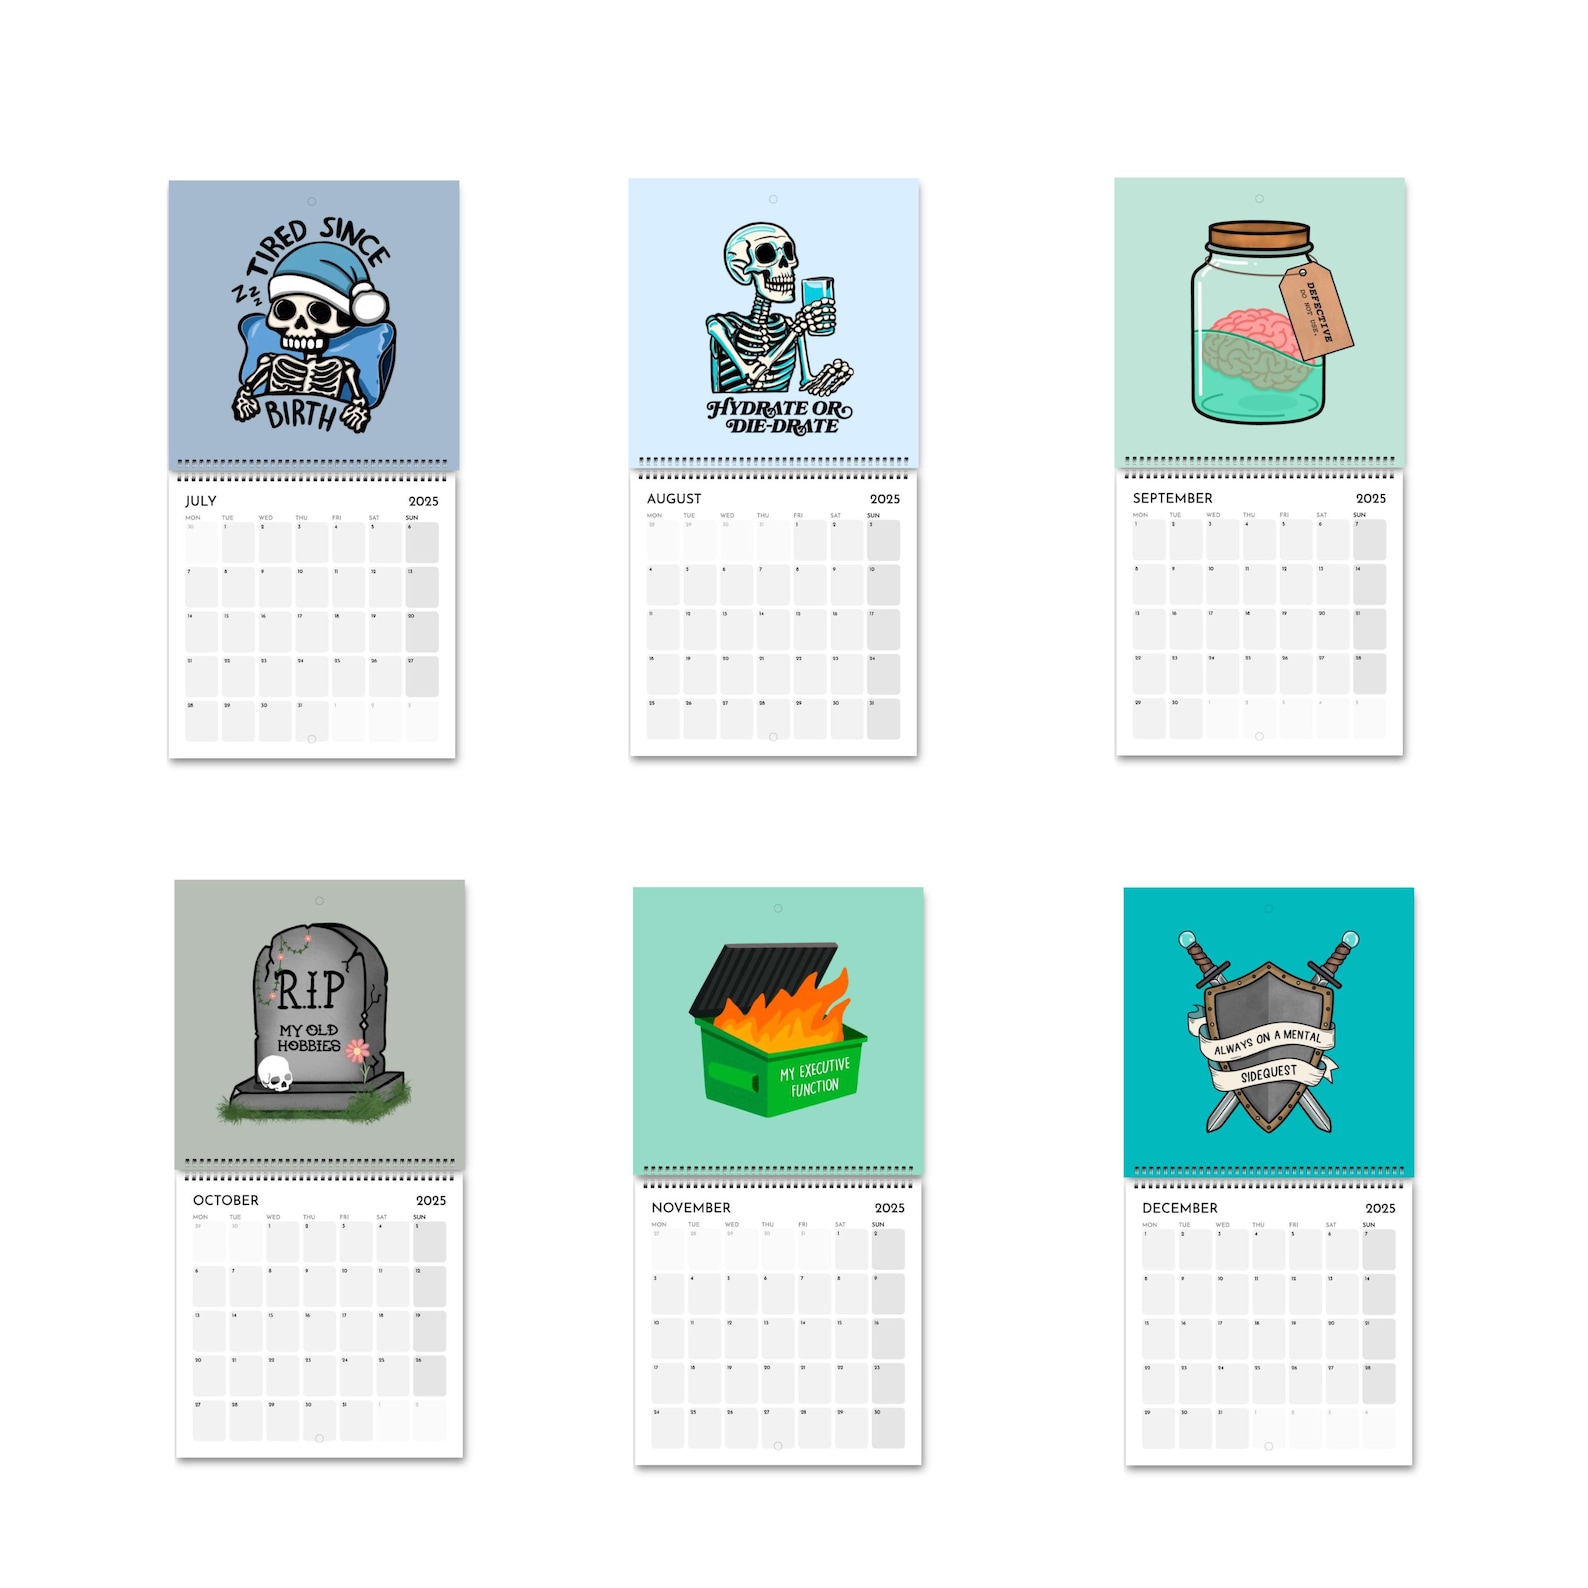 TIRED SINCE
ZZZ
BIRTH
JULY 2025
MON TUE WED THU FRI SAT SUN
30 1 2 3 4 5 6
7 8 9 10 11 12 13
14 15 16 17 18 19 20
21 22 23 24 25 26 27
28 29 30 31 1 2 3
HYDRATE OR
DIE-DRATE
AUGUST 2025
MON TUE WED THU FRI SAT SUN
28 29 30 31 1 2 3
4 5 6 7 8 9 10
11 12 13 14 15 16 17
18 19 20 21 22 23 24
25 26 27 28 29 30 31
DEFECTIVE
DO NOT USE.
SEPTEMBER 2025
MON TUE WED THU FRI SAT SUN
1 2 3 4 5 6 7
8 9 10 11 12 13 14
15 16 17 18 19 20 21
22 23 24 25 26 27 28
29 30 1 2 3 4 5
R.I.P
MY OLD
HOBBIES
OCTOBER 2025
MON TUE WED THU FRI SAT SUN
29 30 1 2 3 4 5
6 7 8 9 10 11 12
13 14 15 16 17 18 19
20 21 22 23 24 25 26
27 28 29 30 31 1 2
MY EXECUTIVE
FUNCTION
NOVEMBER 2025
MON TUE WED THU FRI SAT SUN
27 28 29 30 31 1 2
3 4 5 6 7 8 9
10 11 12 13 14 15 16
17 18 19 20 21 22 23
24 25 26 27 28 29 30
ALWAYS ON A MENTAL
SIDEQUEST
DECEMBER 2025
MON TUE WED THU FRI SAT SUN
1 2 3 4 5 6 7
8 9 10 11 12 13 14
15 16 17 18 19 20 21
22 23 24 25 26 27 28
29 30 31 1 2 3 4